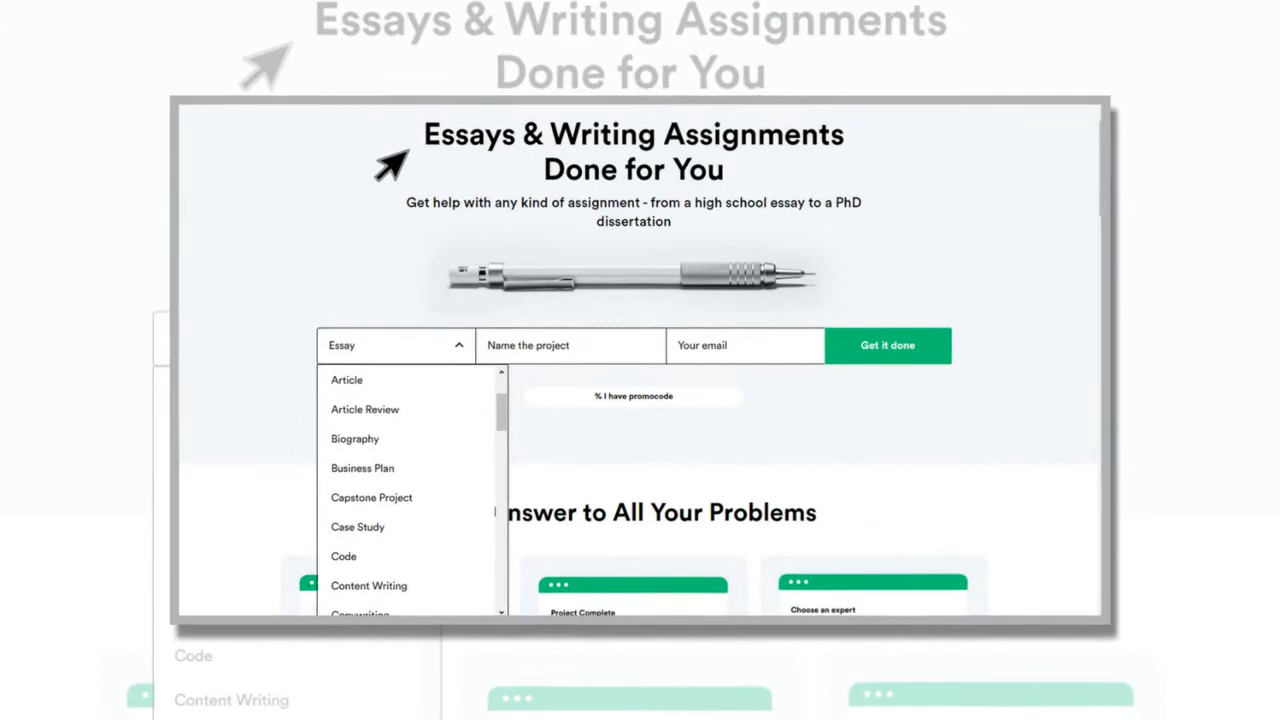 Essays & Writing Assignments
Done for You
Essays & Writing Assignments
Done for You
Get help with any kind of assignment - from a high school essay to a PhD
dissertation
Essay
Name the project
Your email
Get it done
Article
% I have promocode
Article Review
Biography
Business Plan
Capstone Project
Case Study
nswer to All Your Problems
Code
Content Writing
Copywriting
Project Complete
Choose an expert
Code
Content Writing